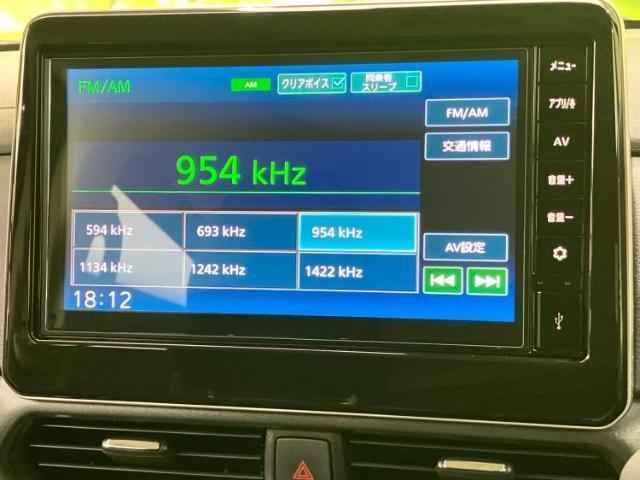 FM/AM
AM
クリアボイス
同乗者
スリープ
FM/AM
交通情報
954 kHz
594 kHz
693 kHz
954 kHz
1134 kHz
1242 kHz
1422 kHz
AV設定
18:12
メニュー
アプリ/名
AV
音量+
音量−